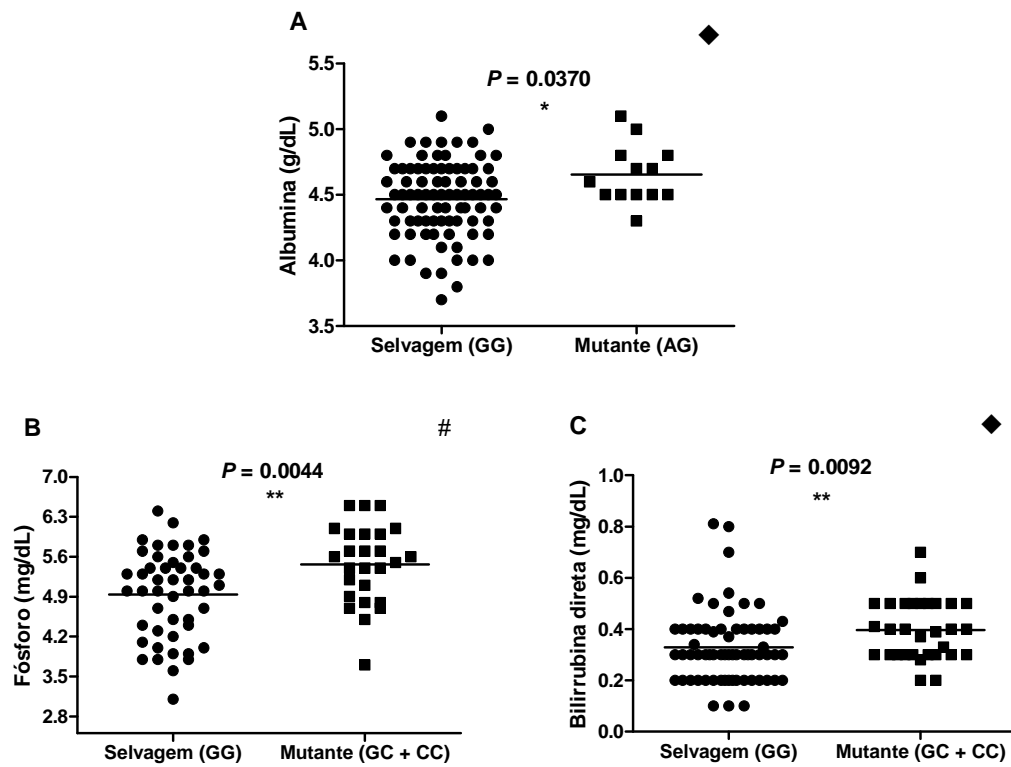 A
◆
P = 0.0370
*
Albumina (g/dL)
5.5
5.0
4.5
4.0
3.5
Selvagem (GG) Mutante (AG)
B
#
P = 0.0044
**
Fósforo (mg/dL)
7.0
6.3
5.6
4.9
4.2
3.5
2.8
Selvagem (GG) Mutante (GC + CC)
C
◆
P = 0.0092
**
Bilirrubina direta (mg/dL)
1.0
0.8
0.6
0.4
0.2
0.0
Selvagem (GG) Mutante (GC + CC)